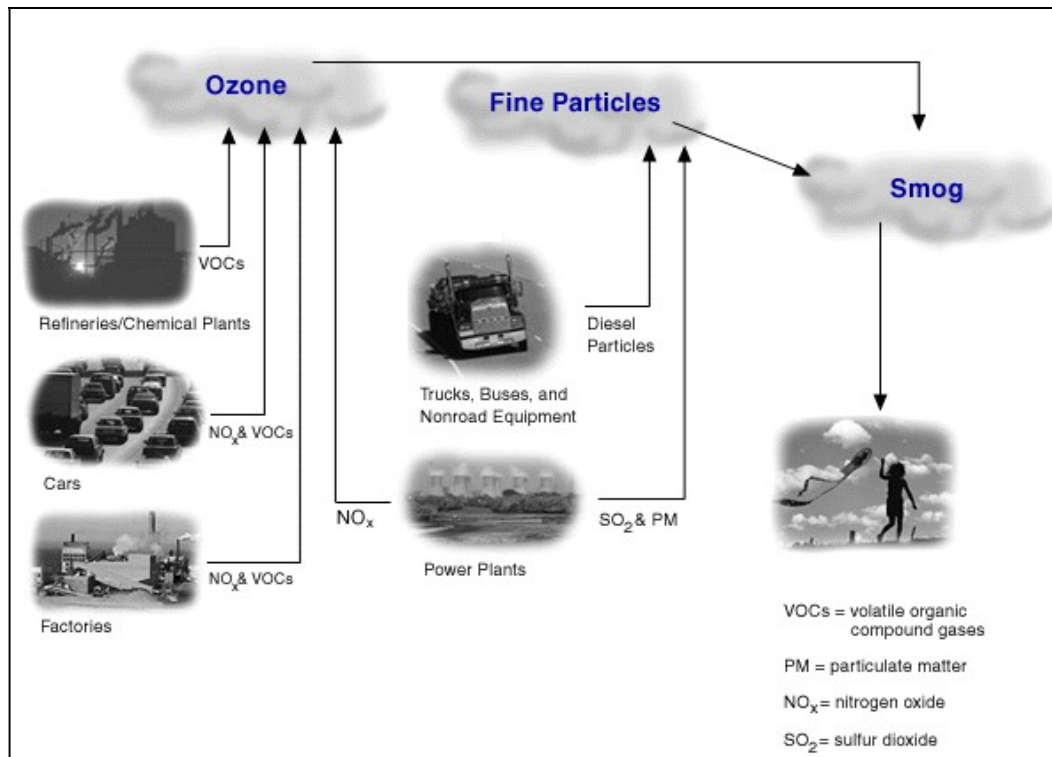 Ozone
Fine Particles
Smog
VOCs
Refineries/Chemical Plants
Diesel
Particles
Trucks, Buses, and
Nonroad Equipment
NOx & VOCs
Cars
NOx
SO2 & PM
Power Plants
NOx & VOCs
Factories
VOCs = volatile organic
compound gases
PM = particulate matter
NOx = nitrogen oxide
SO2 = sulfur dioxide